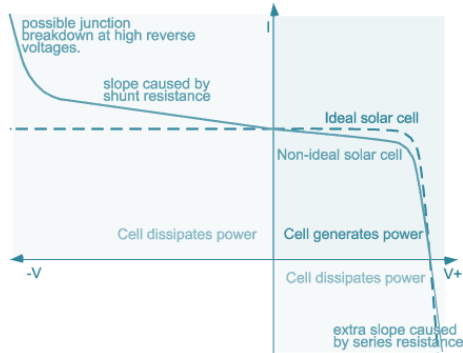 possible junction
breakdown at high reverse
voltages.
I
slope caused by
shunt resistance
Ideal solar cell
Non-ideal solar cell
Cell dissipates power
Cell generates power
-V
V+
Cell dissipates power
extra slope caused
by series resistance